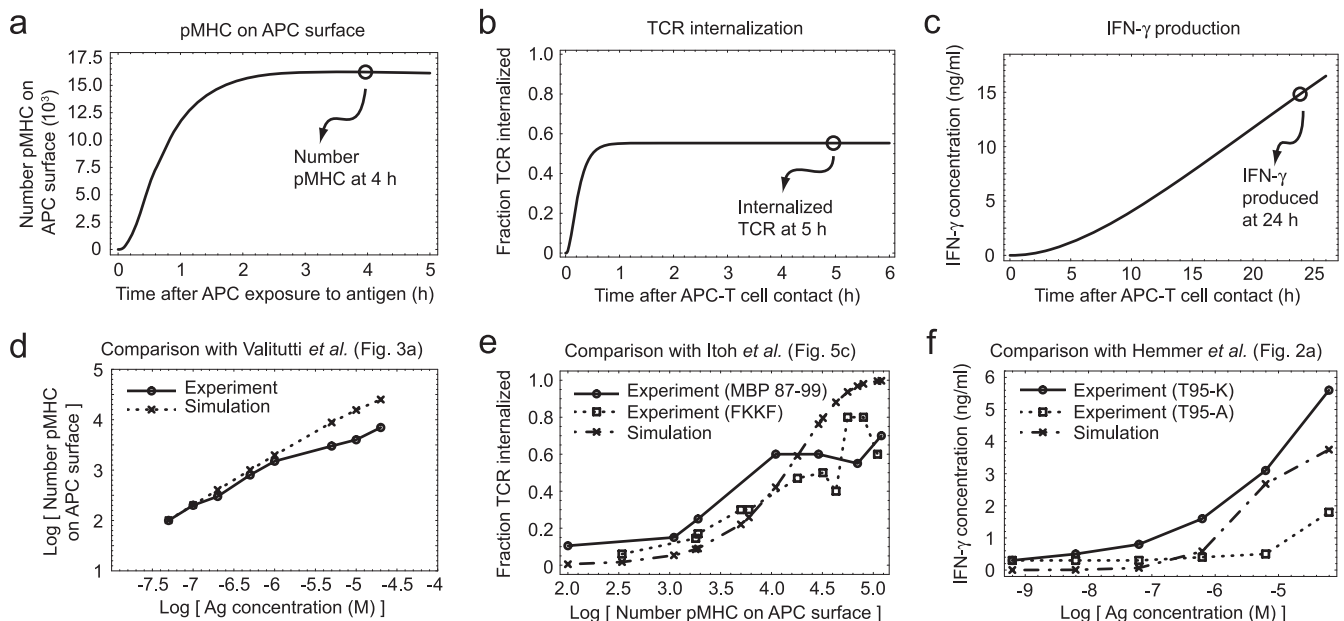 a
pMHC on APC surface
Number pMHC on
APC surface (10³)
17.5
15.0
12.5
10.0
7.5
5.0
2.5
0
Number
pMHC at 4 h
0 1 2 3 4 5
Time after APC exposure to antigen (h)
b
TCR internalization
Fraction TCR internalized
1.0
0.8
0.6
0.4
0.2
0
Internalized
TCR at 5 h
0 1 2 3 4 5 6
Time after APC-T cell contact (h)
c
IFN-γ production
IFN-γ concentration (ng/ml)
15
10
5
0
IFN-γ
produced
at 24 h
0 5 10 15 20 25
Time after APC-T cell contact (h)
d
Comparison with Valitutti et al. (Fig. 3a)
Log [ Number pMHC
on APC surface ]
5
4
3
2
1
Experiment
Simulation
-7.5 -7 -6.5 -6 -5.5 -5 -4.5 -4
Log [ Ag concentration (M) ]
e
Comparison with Itoh et al. (Fig. 5c)
Fraction TCR internalized
1.0
0.8
0.6
0.4
0.2
0
Experiment (MBP 87-99)
Experiment (FKKF)
Simulation
2.0 2.5 3.0 3.5 4.0 4.5 5.0
Log [ Number pMHC on APC surface ]
f
Comparison with Hemmer et al. (Fig. 2a)
IFN-γ concentration (ng/ml)
6
5
4
3
2
1
0
Experiment (T95-K)
Experiment (T95-A)
Simulation
-9 -8 -7 -6 -5
Log [ Ag concentration (M) ]